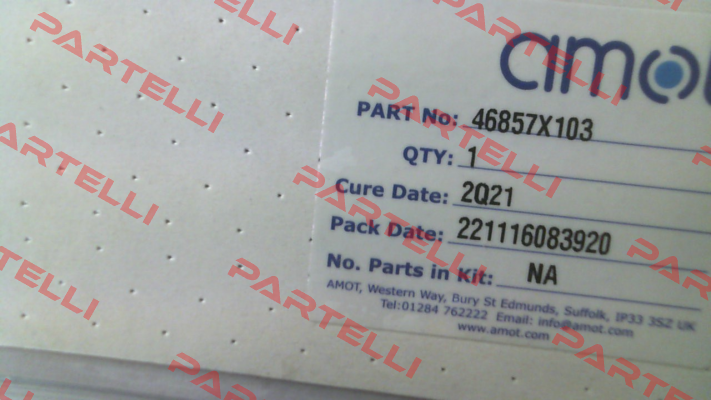 amot
PART No: 46857X103
QTY: 1
Cure Date: 2Q21
Pack Date: 221116083920
No. Parts in Kit: NA
AMOT, Western Way, Bury St Edmunds, Suffolk, IP33 3SZ UK
Tel:01284 762222 Email: info@amot.com
www.amot.com
PARTELLI
PARTELLI
PARTELLI
PARTELLI
PARTELLI
PARTELLI
PARTELLI
PARTELLI